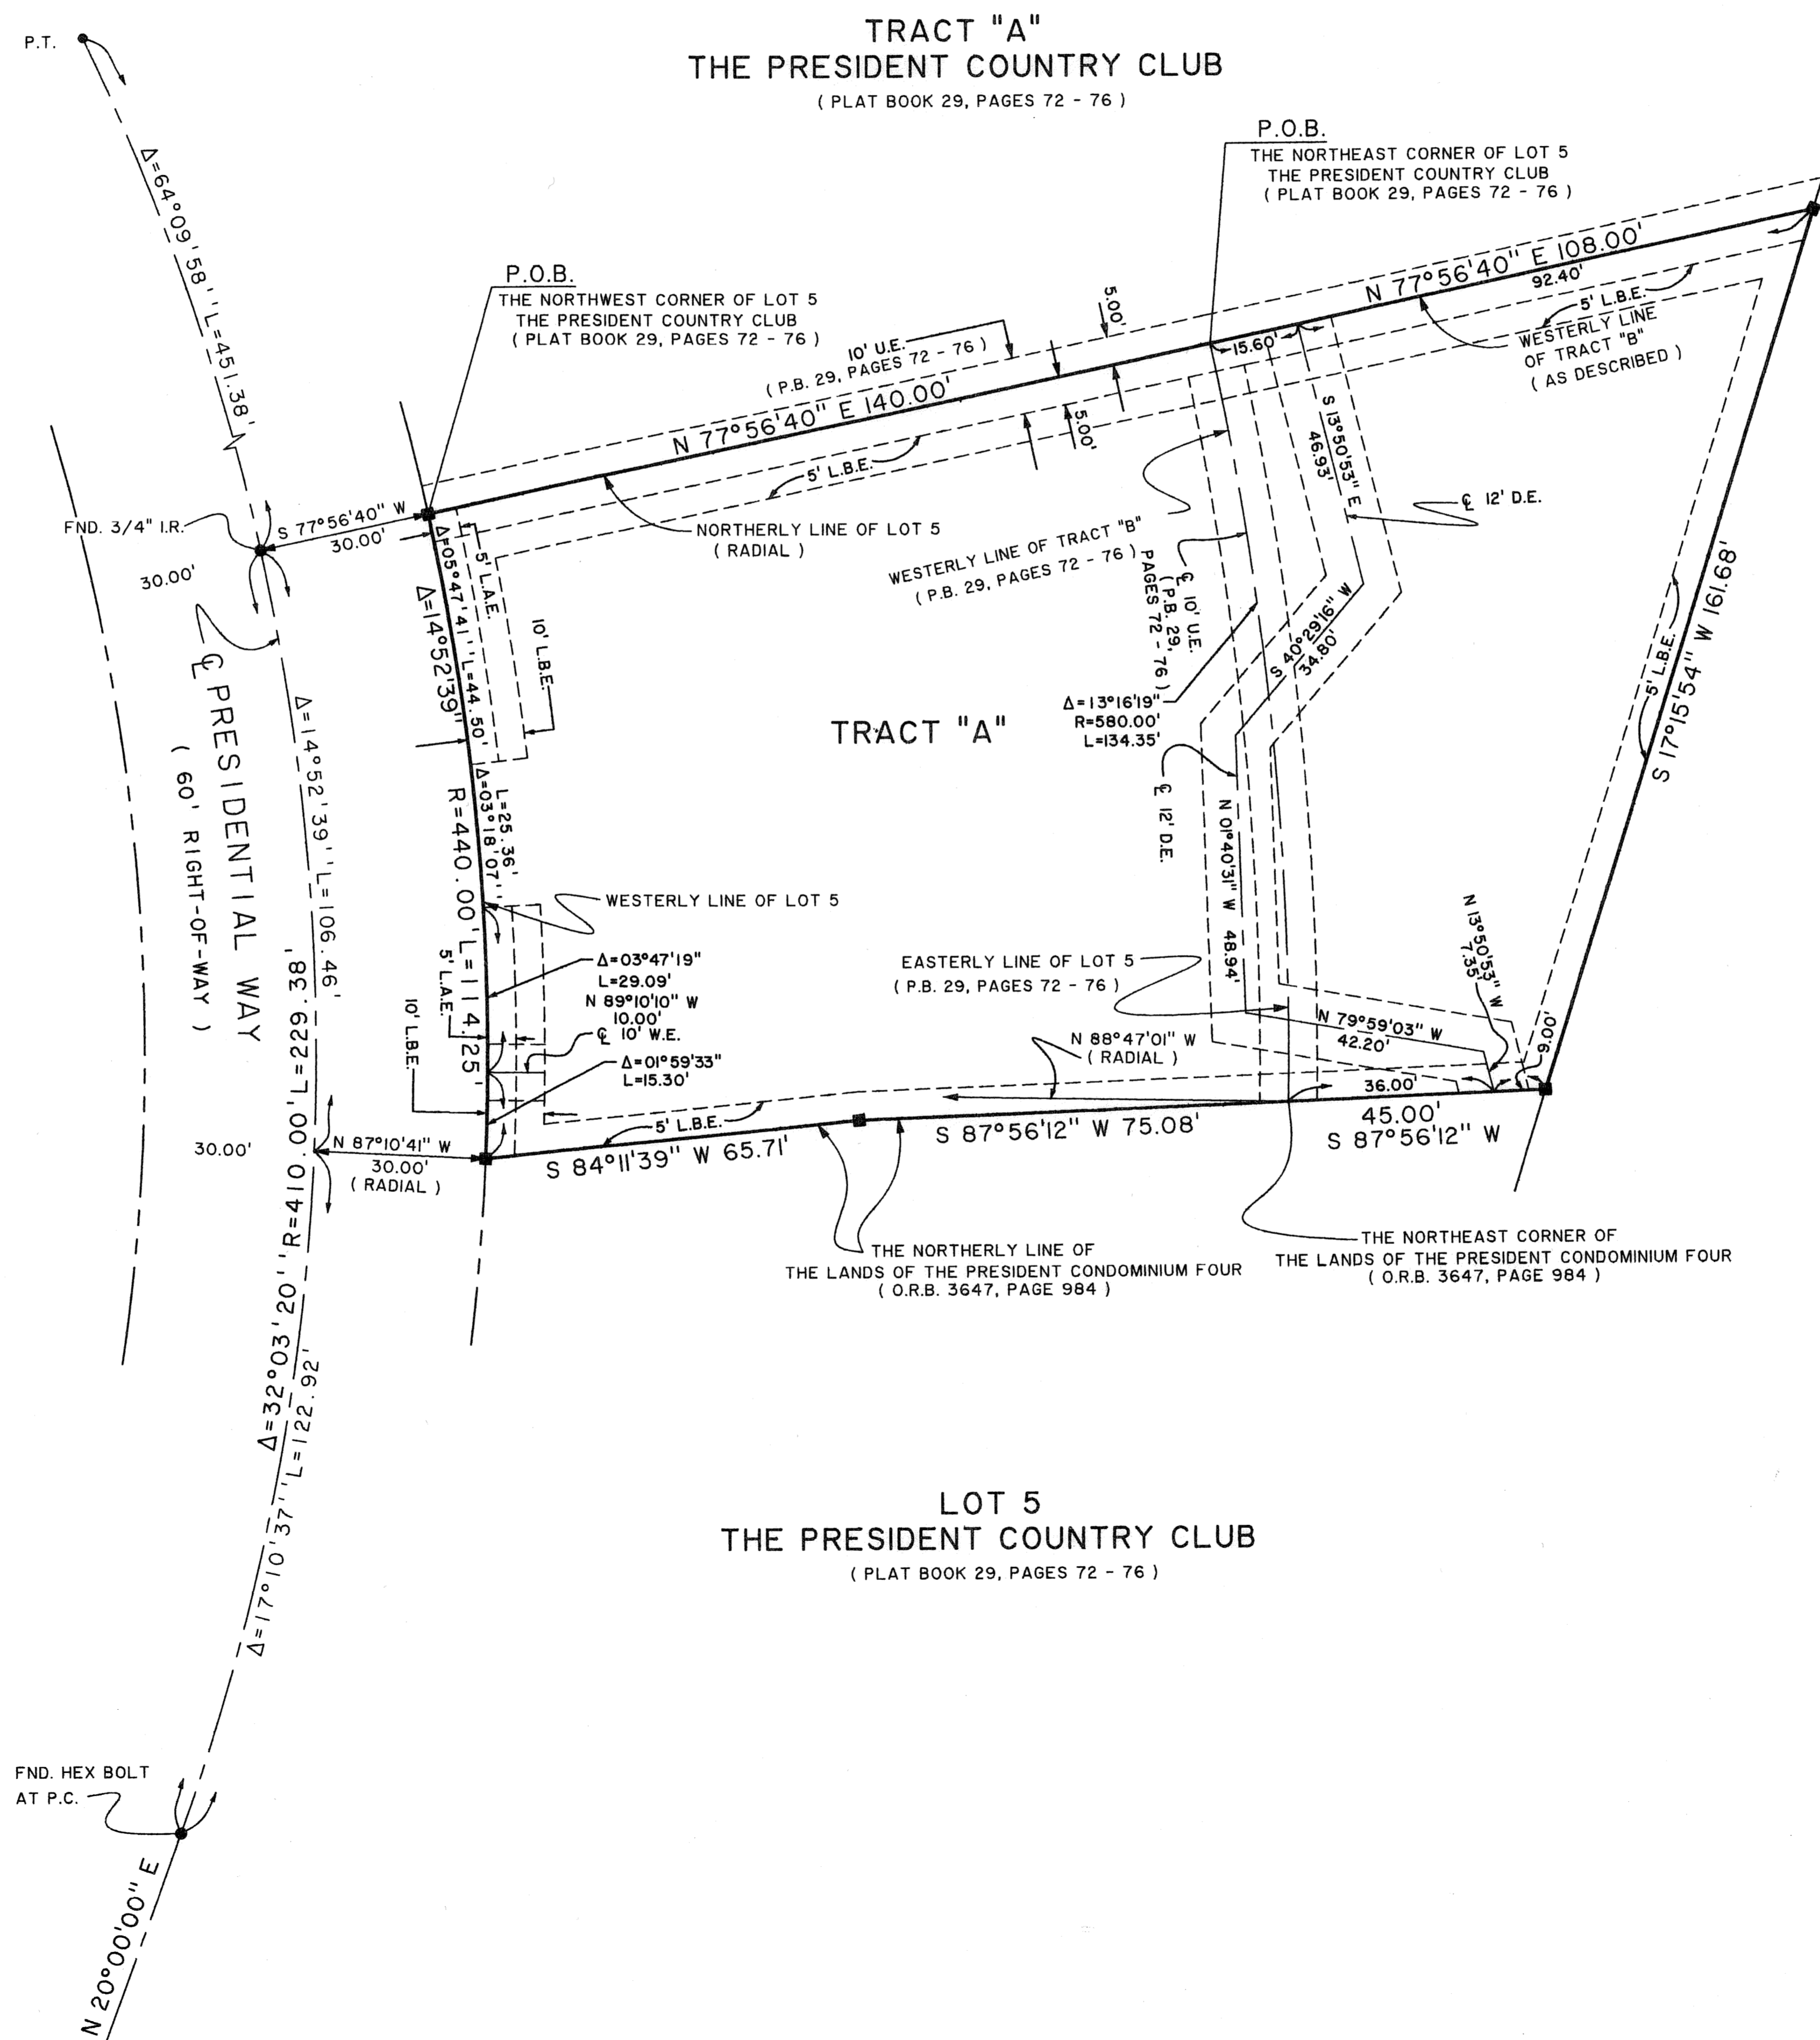 TRACT "A"
THE PRESIDENT COUNTRY CLUB
( PLAT BOOK 29, PAGES 72 - 76 )
P.T.
P.O.B.
THE NORTHEAST CORNER OF LOT 5
THE PRESIDENT COUNTRY CLUB
( PLAT BOOK 29, PAGES 72 - 76 )
Δ=64°09'58'' L=451.38'
P.O.B.
THE NORTHWEST CORNER OF LOT 5
THE PRESIDENT COUNTRY CLUB
( PLAT BOOK 29, PAGES 72 - 76 )
10' U.E.
( P.B. 29, PAGES 72 - 76 )
5.00'
N 77°56'40" E 140.00'
5.00'
5' L.B.E.
15.60'
N 77°56'40" E 108.00'
92.40'
5' L.B.E.
WESTERLY LINE
OF TRACT "B"
( AS DESCRIBED )
FND. 3/4" I.R.
S 77°56'40" W
30.00'
30.00'
NORTHERLY LINE OF LOT 5
( RADIAL )
WESTERLY LINE OF TRACT "B"
( P.B. 29, PAGES 72 - 76 )
℄ 10' U.E.
( P.B. 29,
PAGES 72 - 76 )
S 13°50'53" E
46.93'
℄ 12' D.E.
S 40°29'16" W
34.80'
Δ=13°16'19"
R=580.00'
L=134.35'
℄ 12' D.E.
S 17°15'54" W 161.68'
5' L.B.E.
5' L.A.E.
10' L.B.E.
Δ=05°47'41'' L=44.50'
Δ=14°52'39"
R=440.00' L=114.25'
Δ=03°18'07''
L=25.36'
TRACT "A"
℄ PRESIDENTIAL WAY
( 60' RIGHT-OF-WAY )
Δ=14°52'39'' L=106.46'
WESTERLY LINE OF LOT 5
5' L.A.E.
10' L.B.E.
Δ=03°47'19"
L=29.09'
N 89°10'10" W
10.00'
℄ 10' W.E.
Δ=01°59'33"
L=15.30'
EASTERLY LINE OF LOT 5
( P.B. 29, PAGES 72 - 76 )
N 01°40'31" W 48.94'
N 88°47'01" W
( RADIAL )
N 79°59'03" W
42.20'
N 13°50'53" W
7.35'
9.00'
36.00'
45.00'
S 87°56'12" W
S 87°56'12" W 75.08'
5' L.B.E.
S 84°11'39" W 65.71'
30.00'
N 87°10'41" W
30.00'
( RADIAL )
Δ=32°03'20'' R=410.00' L=229.38'
Δ=17°10'37'' L=122.92'
THE NORTHERLY LINE OF
THE LANDS OF THE PRESIDENT CONDOMINIUM FOUR
( O.R.B. 3647, PAGE 984 )
THE NORTHEAST CORNER OF
THE LANDS OF THE PRESIDENT CONDOMINIUM FOUR
( O.R.B. 3647, PAGE 984 )
LOT 5
THE PRESIDENT COUNTRY CLUB
( PLAT BOOK 29, PAGES 72 - 76 )
FND. HEX BOLT
AT P.C.
N 20°00'00" E